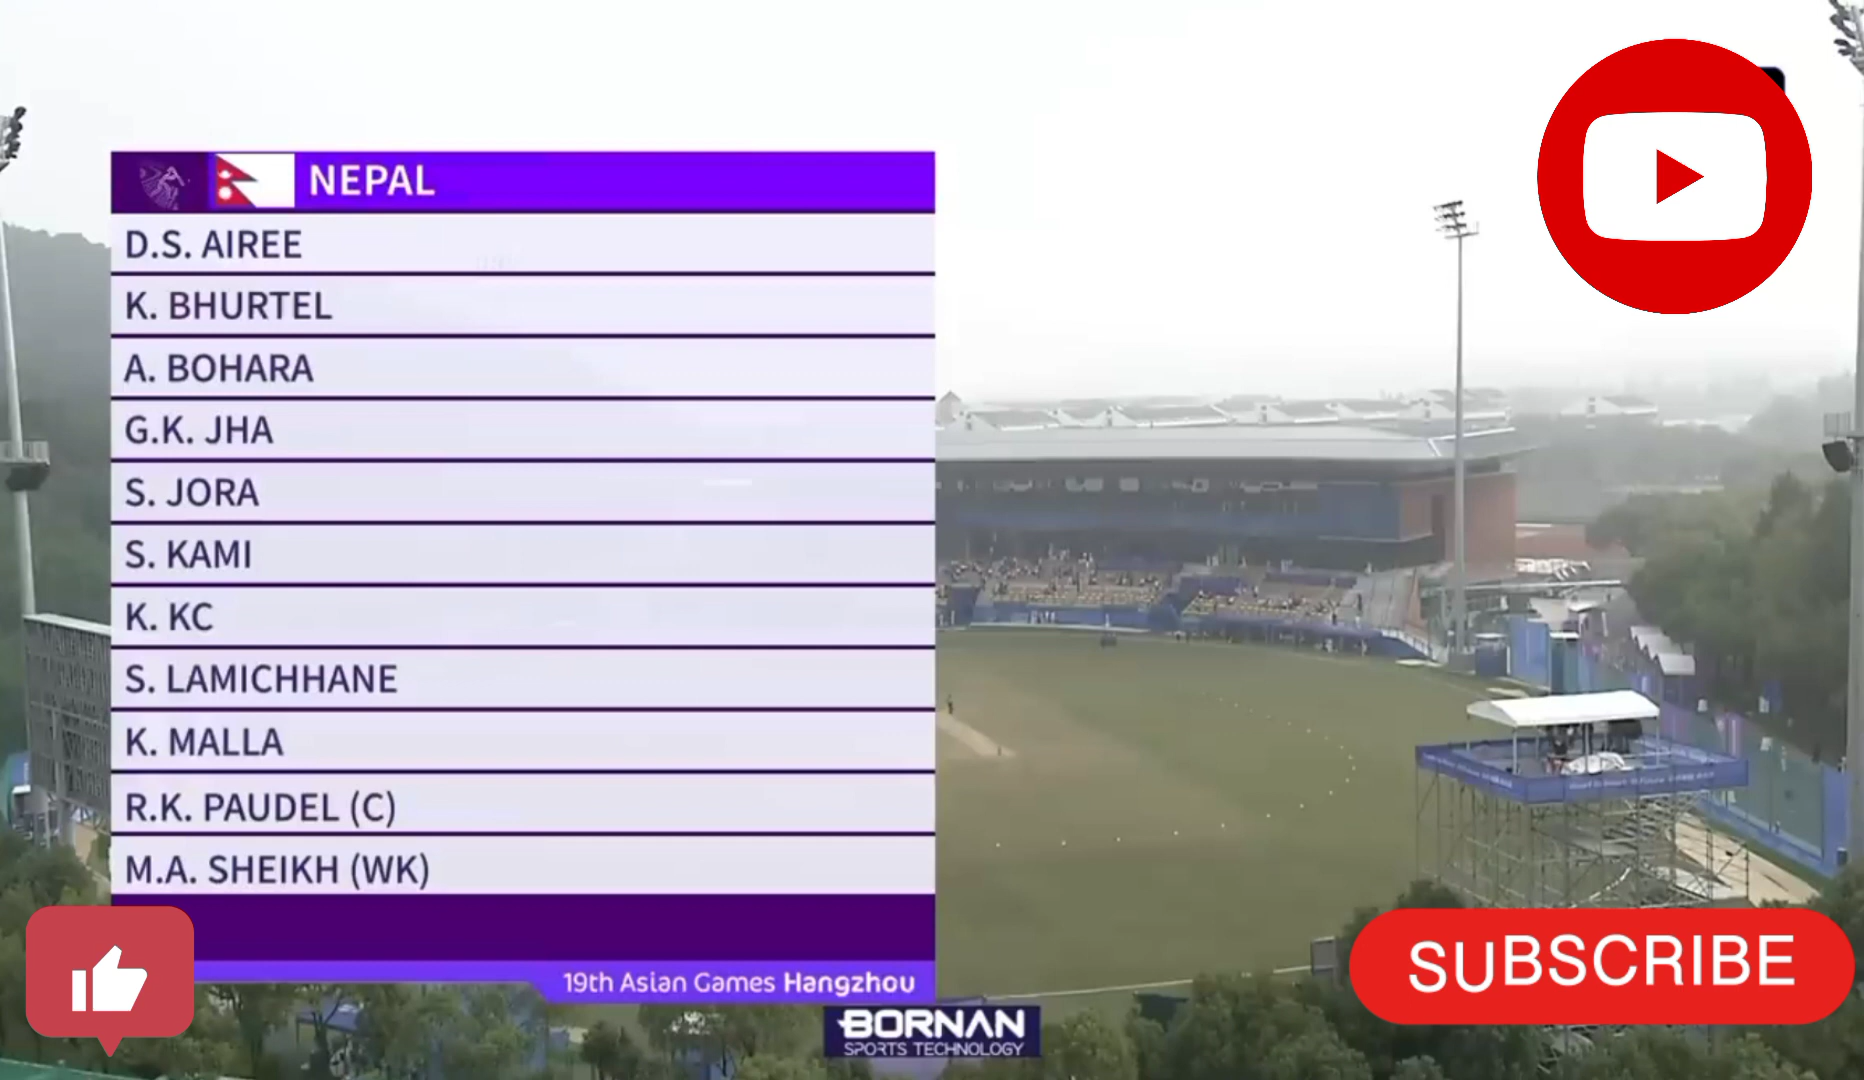 NEPAL
D.S. AIREE
K. BHURTEL
A. BOHARA
G.K. JHA
S. JORA
S. KAMI
K. KC
S. LAMICHHANE
K. MALLA
R.K. PAUDEL (C)
M.A. SHEIKH (WK)
19th Asian Games Hangzhou
BORNAN
SPORTS TECHNOLOGY
SUBSCRIBE